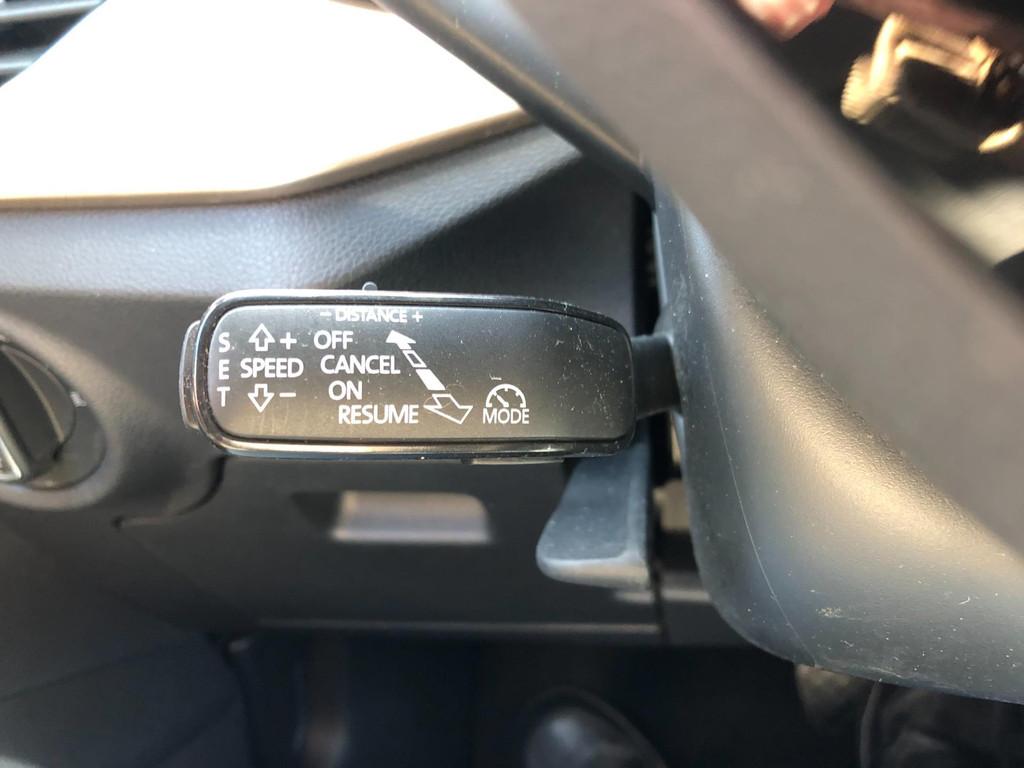 - DISTANCE +
S + OFF
E SPEED CANCEL
T - ON
RESUME MODE